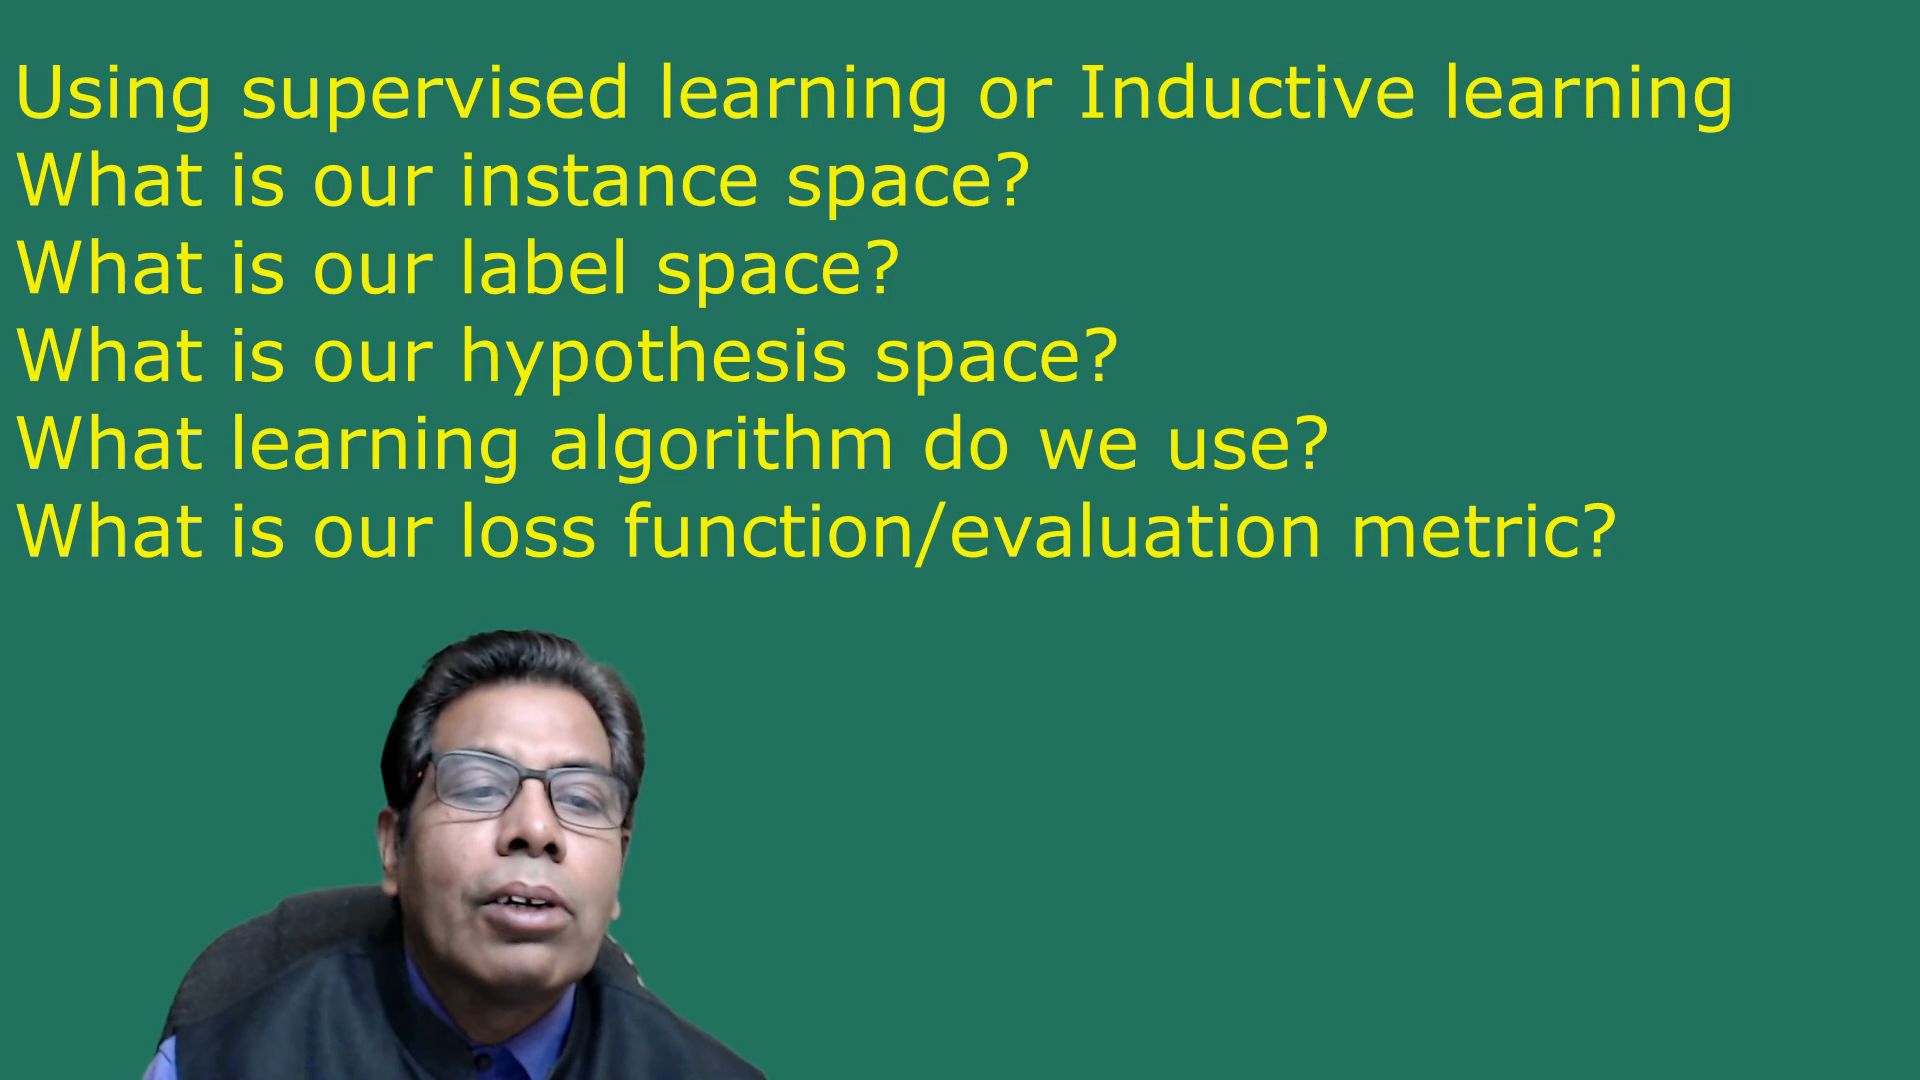 Using supervised learning or Inductive learning
What is our instance space?
What is our label space?
What is our hypothesis space?
What learning algorithm do we use?
What is our loss function/evaluation metric?